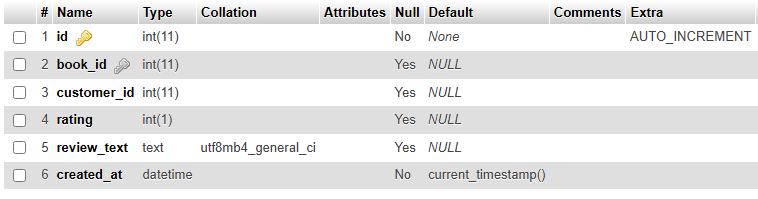 # Name Type Collation Attributes Null Default Comments Extra
1 id int(11) No None AUTO_INCREMENT
2 book_id int(11) Yes NULL
3 customer_id int(11) Yes NULL
4 rating int(1) Yes NULL
5 review_text text utf8mb4_general_ci Yes NULL
6 created_at datetime No current_timestamp()